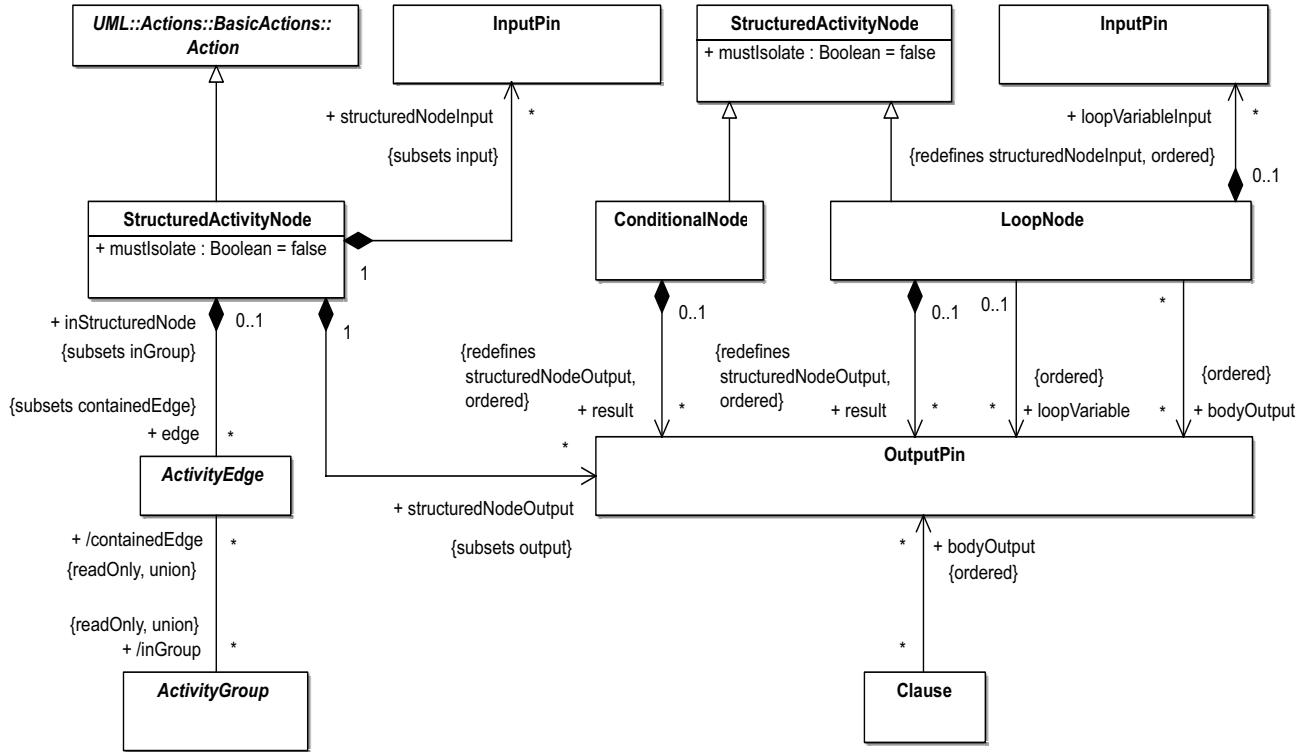 UML::Actions::BasicActions::
Action
InputPin
StructuredActivityNode
+ mustIsolate : Boolean = false
InputPin
+ structuredNodeInput
*
{subsets input}
+ loopVariableInput
*
{redefines structuredNodeInput, ordered}
0..1
StructuredActivityNode
+ mustIsolate : Boolean = false
1
ConditionalNode
LoopNode
+ inStructuredNode
0..1
{subsets inGroup}
1
{subsets containedEdge}
+ edge
*
0..1
{redefines
structuredNodeOutput,
ordered}
+ result
*
0..1
{redefines
structuredNodeOutput,
ordered}
+ result
*
0..1
{ordered}
*
+ loopVariable
*
{ordered}
*
+ bodyOutput
ActivityEdge
*
+ structuredNodeOutput
{subsets output}
OutputPin
+ /containedEdge
*
{readOnly, union}
{readOnly, union}
+ /inGroup
*
*
+ bodyOutput
{ordered}
*
ActivityGroup
Clause